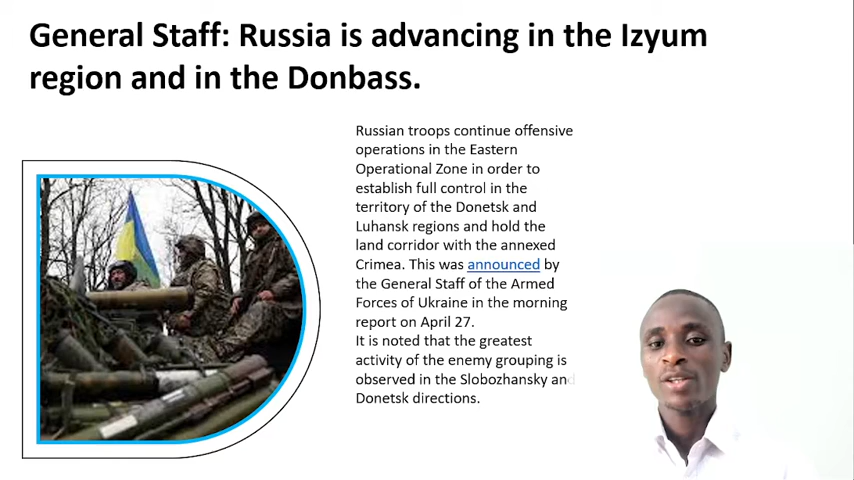 General Staff: Russia is advancing in the Izyum
region and in the Donbass.
Russian troops continue offensive
operations in the Eastern
Operational Zone in order to
establish full control in the
territory of the Donetsk and
Luhansk regions and hold the
land corridor with the annexed
Crimea. This was announced by
the General Staff of the Armed
Forces of Ukraine in the morning
report on April 27.
It is noted that the greatest
activity of the enemy grouping is
observed in the Slobozhansky and
Donetsk directions.